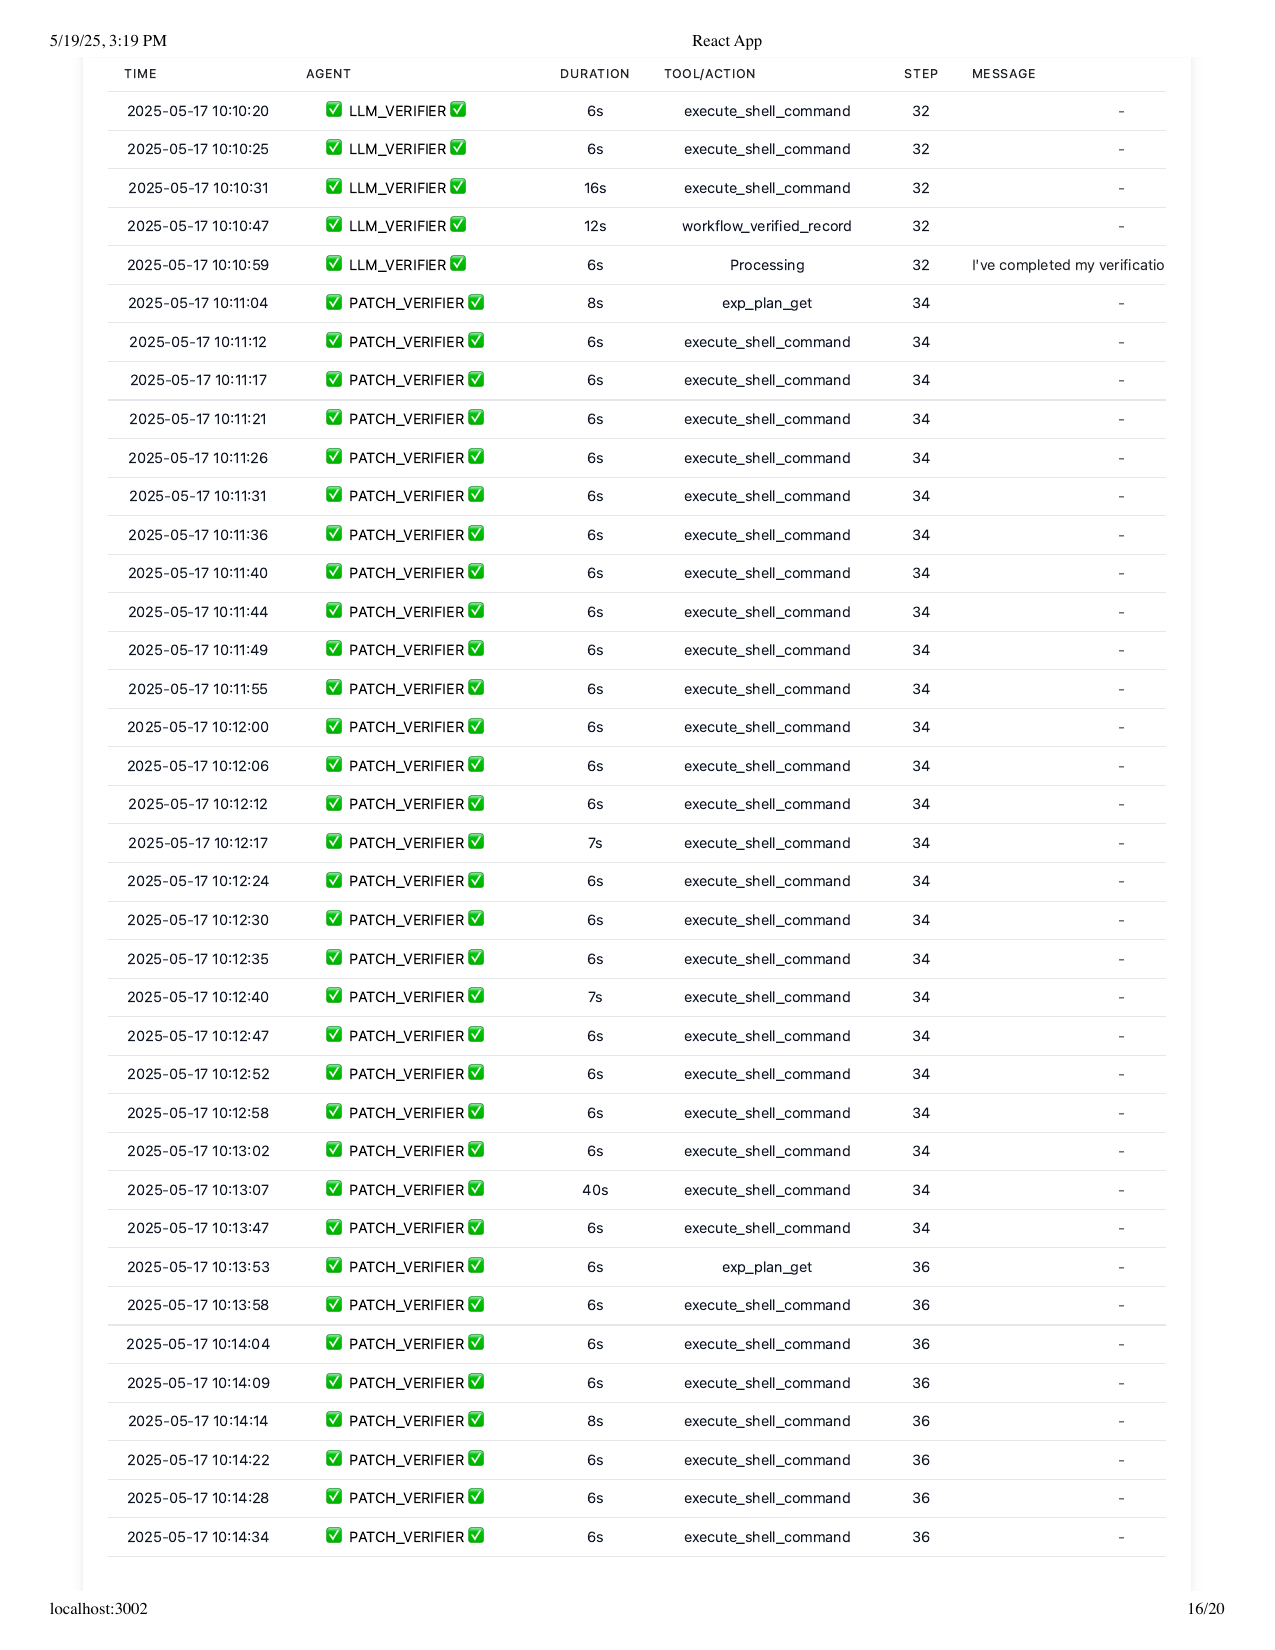 5/19/25, 3:19 PM React App
TIME AGENT DURATION TOOL/ACTION STEP MESSAGE
2025-05-17 10:10:20 ✅ LLM_VERIFIER ✅ 6s execute_shell_command 32 -
2025-05-17 10:10:25 ✅ LLM_VERIFIER ✅ 6s execute_shell_command 32 -
2025-05-17 10:10:31 ✅ LLM_VERIFIER ✅ 16s execute_shell_command 32 -
2025-05-17 10:10:47 ✅ LLM_VERIFIER ✅ 12s workflow_verified_record 32 -
2025-05-17 10:10:59 ✅ LLM_VERIFIER ✅ 6s Processing 32 I've completed my verificatio
2025-05-17 10:11:04 ✅ PATCH_VERIFIER ✅ 8s exp_plan_get 34 -
2025-05-17 10:11:12 ✅ PATCH_VERIFIER ✅ 6s execute_shell_command 34 -
2025-05-17 10:11:17 ✅ PATCH_VERIFIER ✅ 6s execute_shell_command 34 -
2025-05-17 10:11:21 ✅ PATCH_VERIFIER ✅ 6s execute_shell_command 34 -
2025-05-17 10:11:26 ✅ PATCH_VERIFIER ✅ 6s execute_shell_command 34 -
2025-05-17 10:11:31 ✅ PATCH_VERIFIER ✅ 6s execute_shell_command 34 -
2025-05-17 10:11:36 ✅ PATCH_VERIFIER ✅ 6s execute_shell_command 34 -
2025-05-17 10:11:40 ✅ PATCH_VERIFIER ✅ 6s execute_shell_command 34 -
2025-05-17 10:11:44 ✅ PATCH_VERIFIER ✅ 6s execute_shell_command 34 -
2025-05-17 10:11:49 ✅ PATCH_VERIFIER ✅ 6s execute_shell_command 34 -
2025-05-17 10:11:55 ✅ PATCH_VERIFIER ✅ 6s execute_shell_command 34 -
2025-05-17 10:12:00 ✅ PATCH_VERIFIER ✅ 6s execute_shell_command 34 -
2025-05-17 10:12:06 ✅ PATCH_VERIFIER ✅ 6s execute_shell_command 34 -
2025-05-17 10:12:12 ✅ PATCH_VERIFIER ✅ 6s execute_shell_command 34 -
2025-05-17 10:12:17 ✅ PATCH_VERIFIER ✅ 7s execute_shell_command 34 -
2025-05-17 10:12:24 ✅ PATCH_VERIFIER ✅ 6s execute_shell_command 34 -
2025-05-17 10:12:30 ✅ PATCH_VERIFIER ✅ 6s execute_shell_command 34 -
2025-05-17 10:12:35 ✅ PATCH_VERIFIER ✅ 6s execute_shell_command 34 -
2025-05-17 10:12:40 ✅ PATCH_VERIFIER ✅ 7s execute_shell_command 34 -
2025-05-17 10:12:47 ✅ PATCH_VERIFIER ✅ 6s execute_shell_command 34 -
2025-05-17 10:12:52 ✅ PATCH_VERIFIER ✅ 6s execute_shell_command 34 -
2025-05-17 10:12:58 ✅ PATCH_VERIFIER ✅ 6s execute_shell_command 34 -
2025-05-17 10:13:02 ✅ PATCH_VERIFIER ✅ 6s execute_shell_command 34 -
2025-05-17 10:13:07 ✅ PATCH_VERIFIER ✅ 40s execute_shell_command 34 -
2025-05-17 10:13:47 ✅ PATCH_VERIFIER ✅ 6s execute_shell_command 34 -
2025-05-17 10:13:53 ✅ PATCH_VERIFIER ✅ 6s exp_plan_get 36 -
2025-05-17 10:13:58 ✅ PATCH_VERIFIER ✅ 6s execute_shell_command 36 -
2025-05-17 10:14:04 ✅ PATCH_VERIFIER ✅ 6s execute_shell_command 36 -
2025-05-17 10:14:09 ✅ PATCH_VERIFIER ✅ 6s execute_shell_command 36 -
2025-05-17 10:14:14 ✅ PATCH_VERIFIER ✅ 8s execute_shell_command 36 -
2025-05-17 10:14:22 ✅ PATCH_VERIFIER ✅ 6s execute_shell_command 36 -
2025-05-17 10:14:28 ✅ PATCH_VERIFIER ✅ 6s execute_shell_command 36 -
2025-05-17 10:14:34 ✅ PATCH_VERIFIER ✅ 6s execute_shell_command 36 -
localhost:3002 16/20